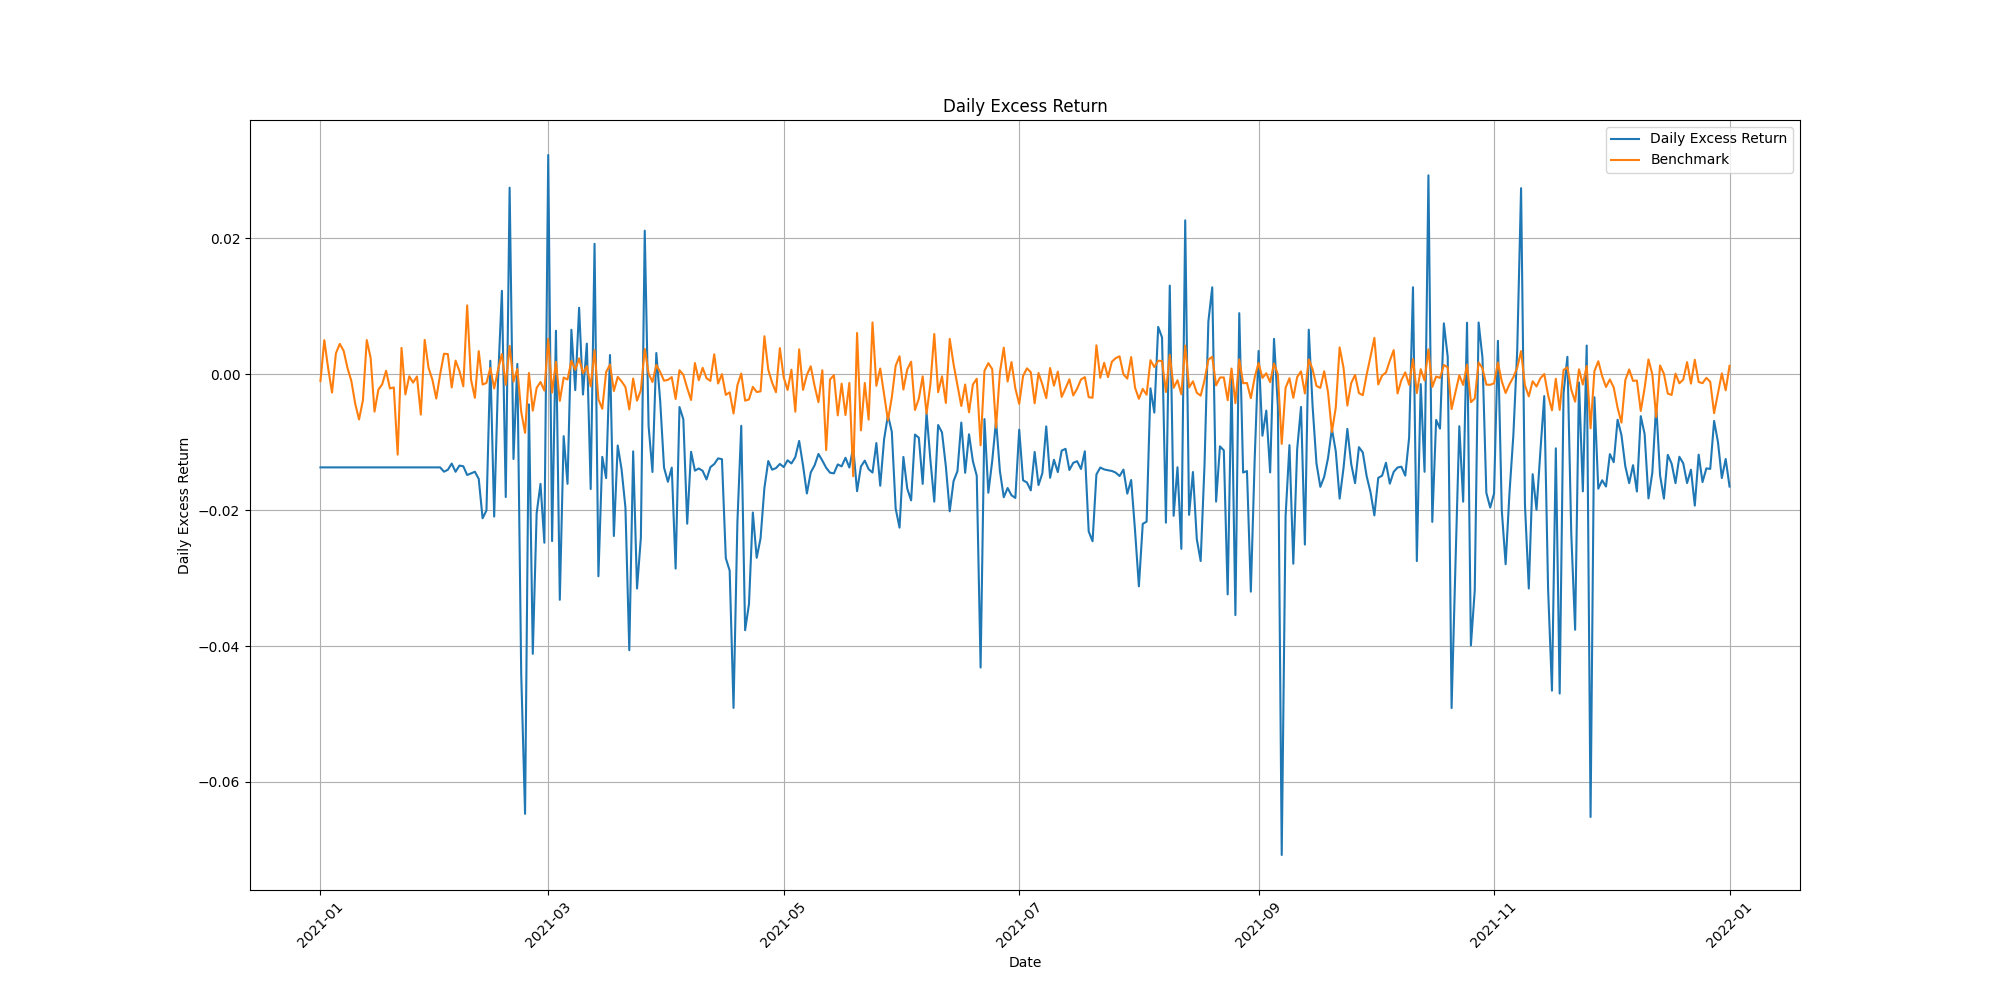 Daily Excess Return
Daily Excess Return
Benchmark
Daily Excess Return
0.02
0.00
−0.02
−0.04
−0.06
2021-01
2021-03
2021-05
2021-07
2021-09
2021-11
2022-01
Date